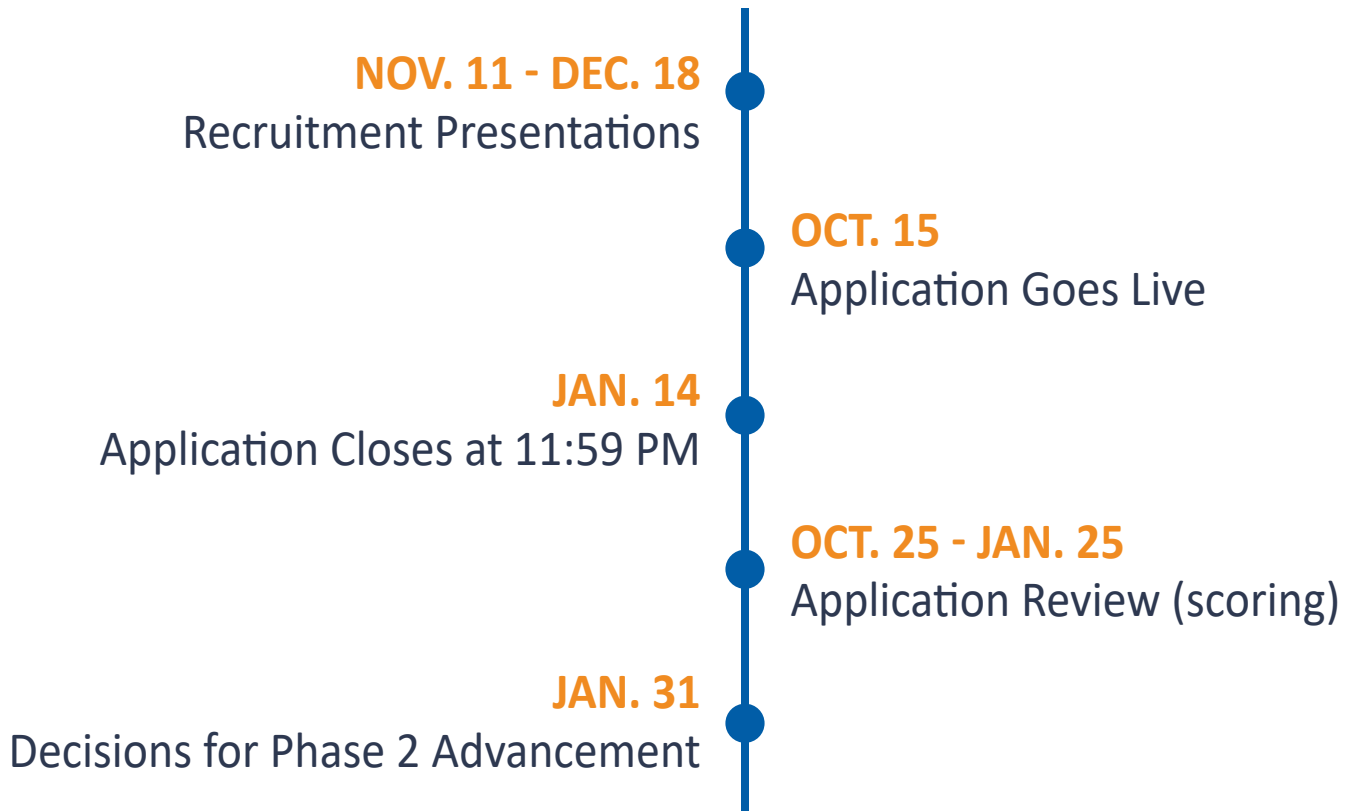 NOV. 11 - DEC. 18
Recruitment Presentations
OCT. 15
Application Goes Live
JAN. 14
Application Closes at 11:59 PM
OCT. 25 - JAN. 25
Application Review (scoring)
JAN. 31
Decisions for Phase 2 Advancement